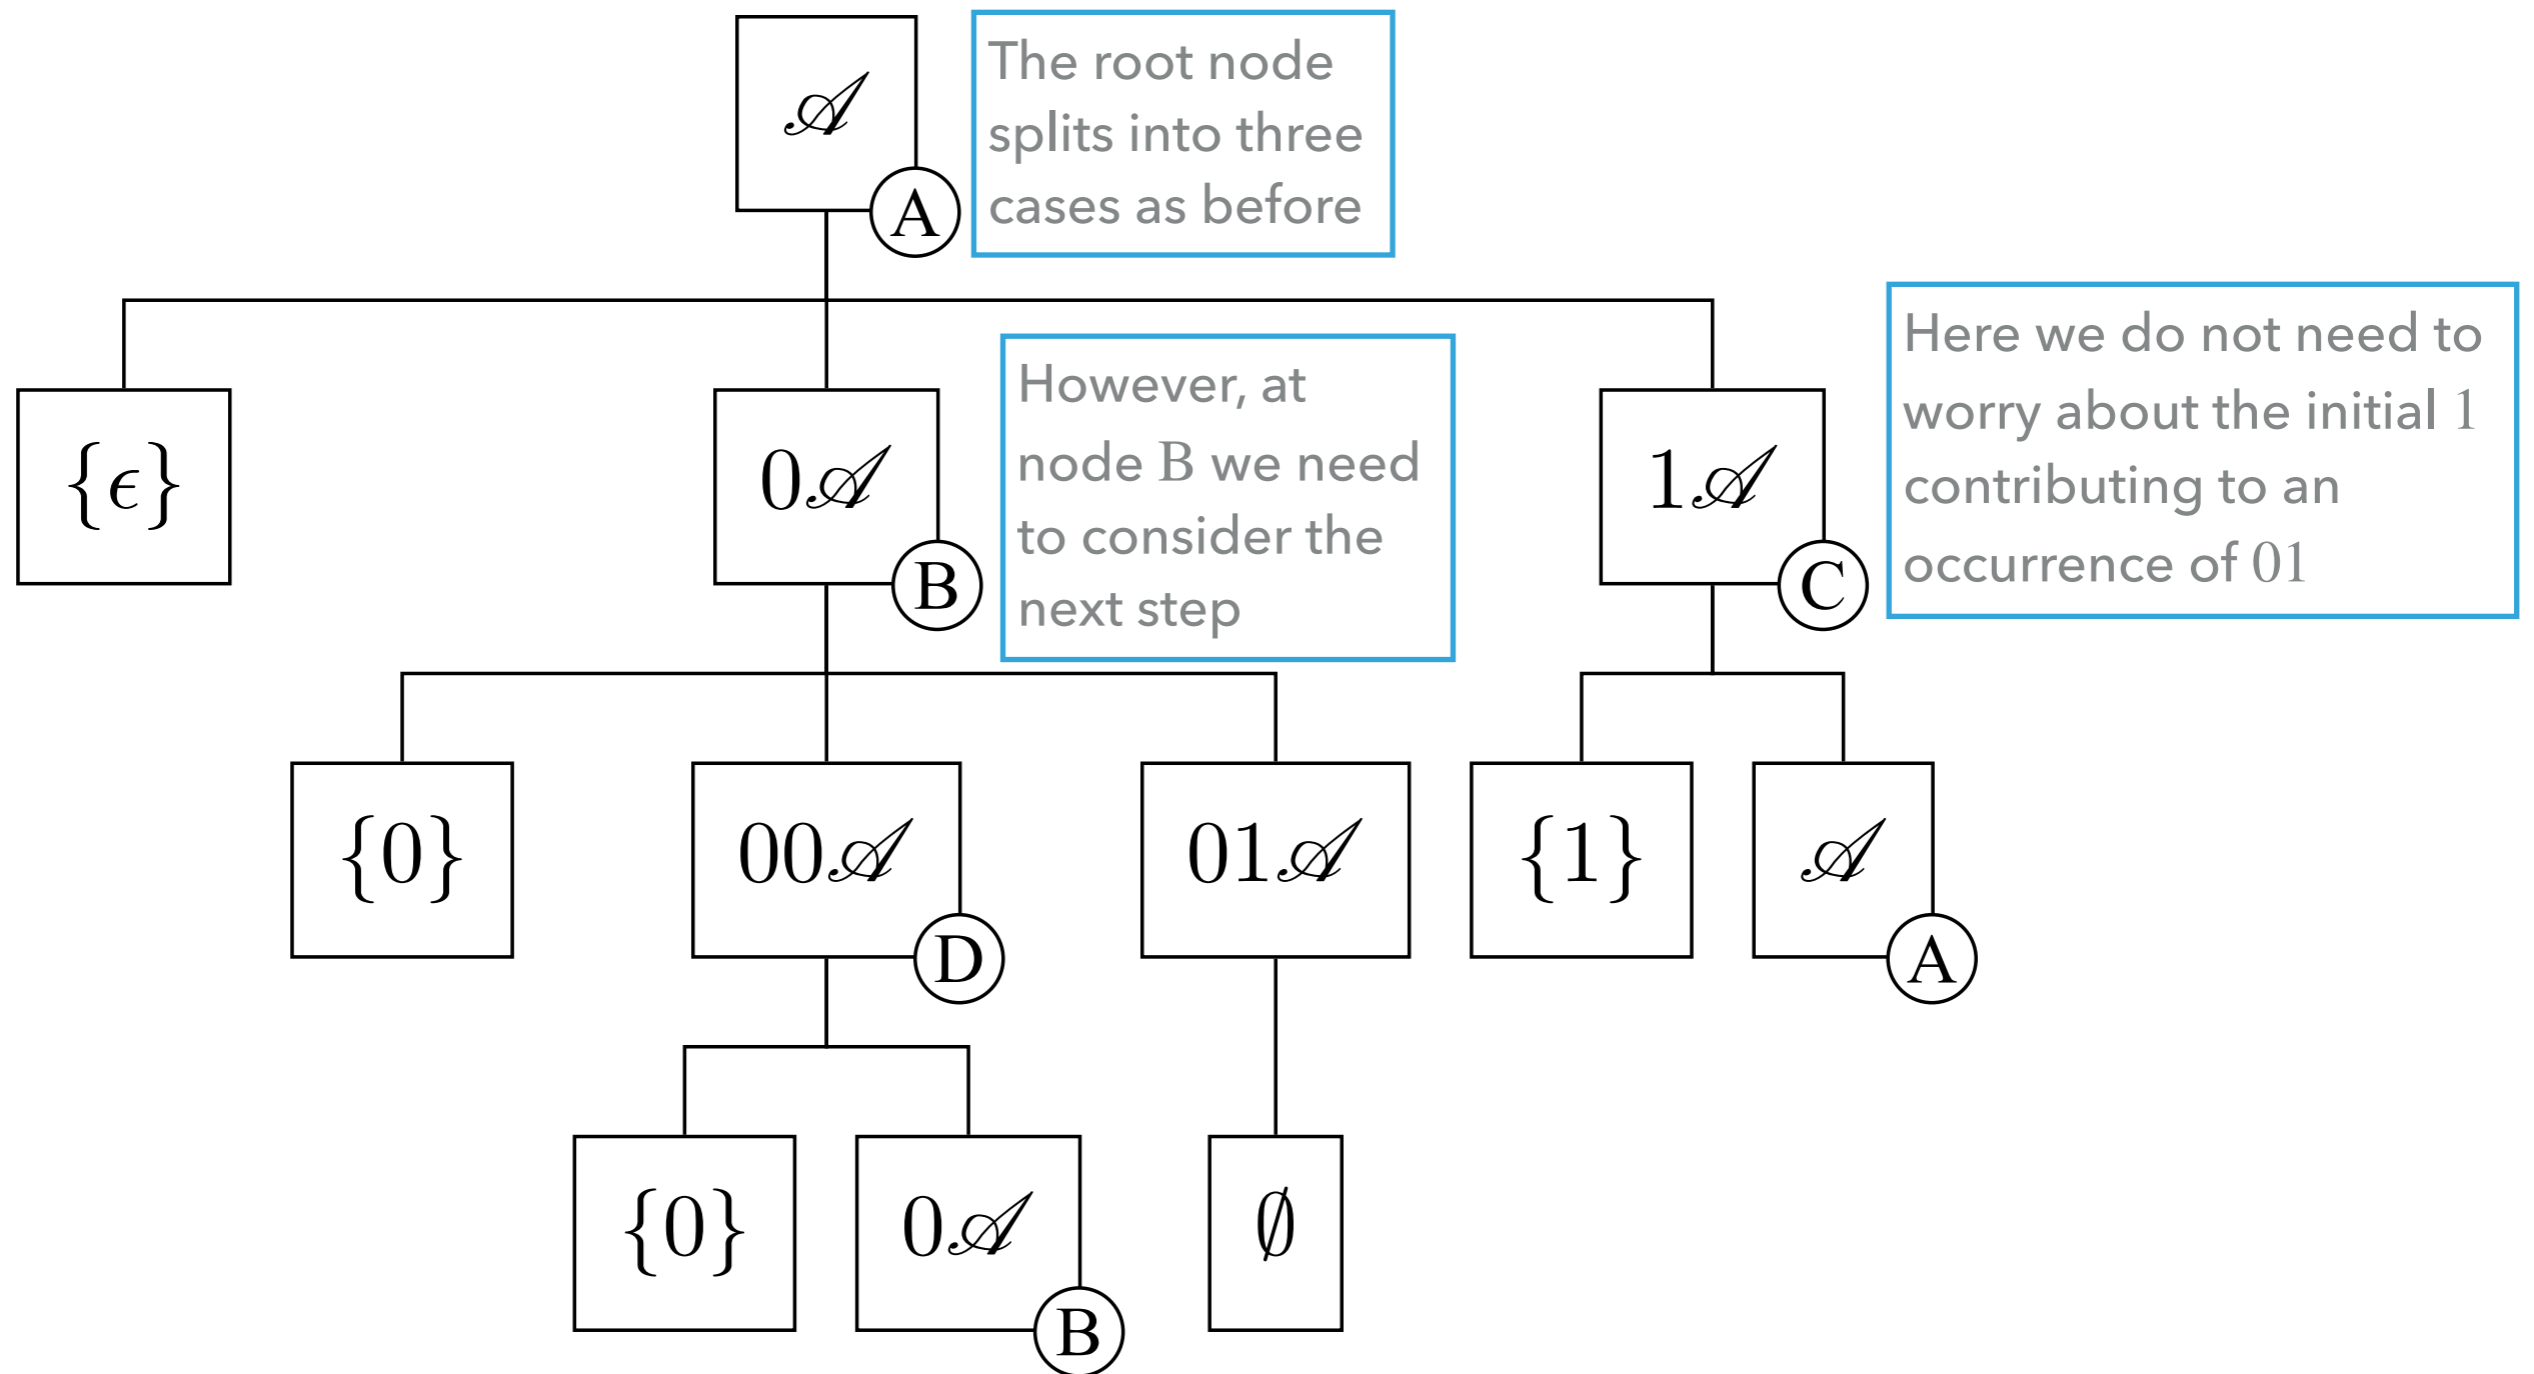 𝒜
A
The root node
splits into three
cases as before
{ϵ}
0𝒜
B
However, at
node B we need
to consider the
next step
1𝒜
C
Here we do not need to
worry about the initial 1
contributing to an
occurrence of 01
{0}
00𝒜
D
01𝒜
{1}
𝒜
A
{0}
0𝒜
B
∅